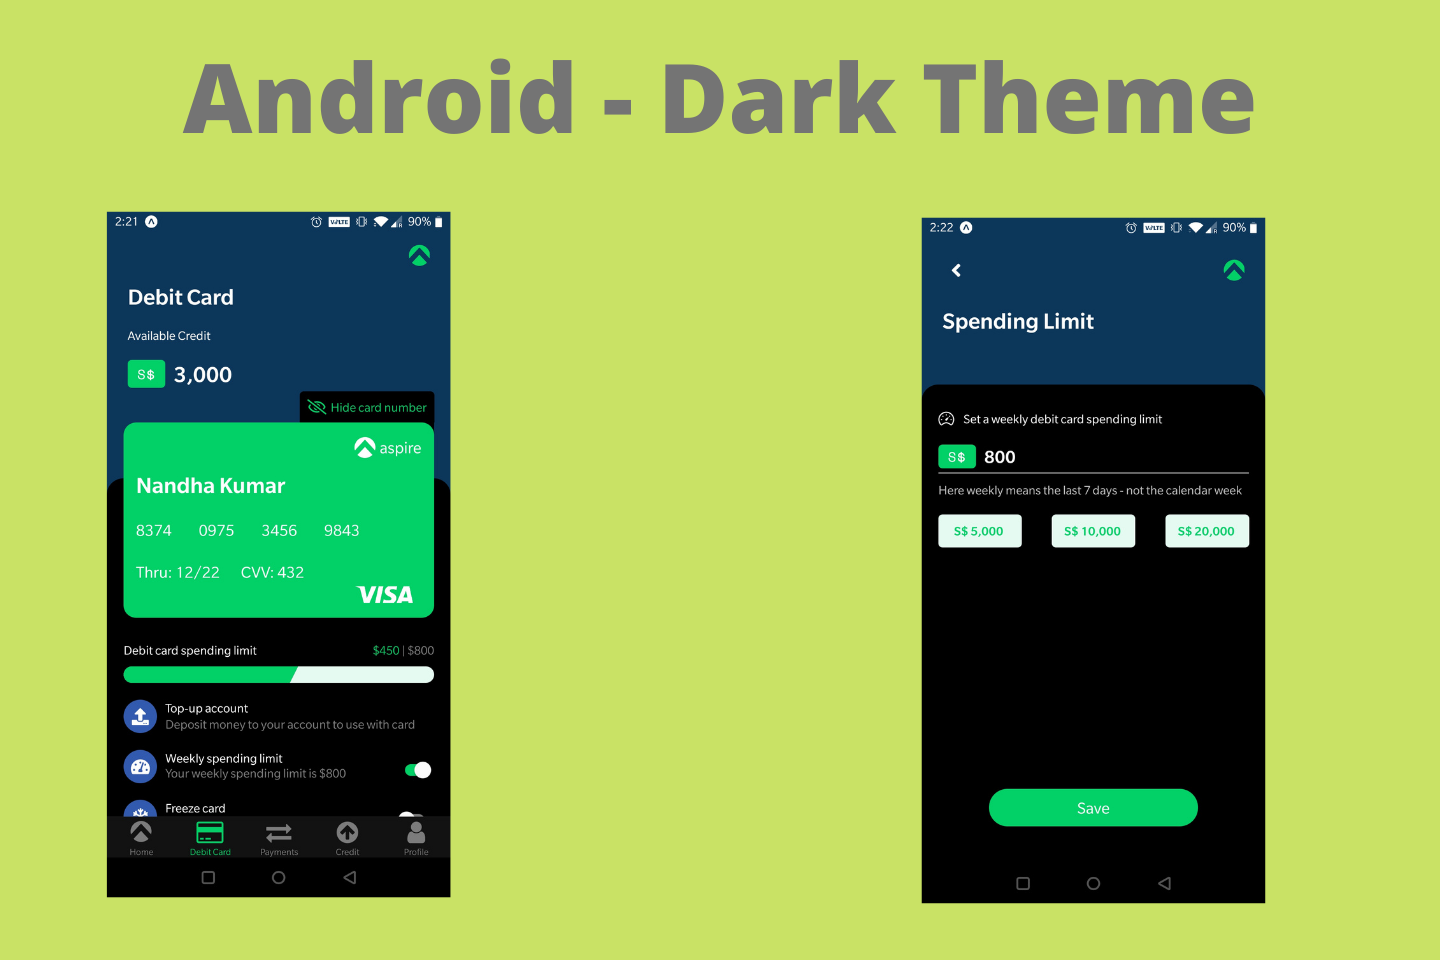 Android - Dark Theme
2:21 VoLTE 90%
Debit Card
Available Credit
S$ 3,000
Hide card number
aspire
Nandha Kumar
8374 0975 3456 9843
Thru: 12/22 CVV: 432
VISA
Debit card spending limit $450 | $800
Top-up account
Deposit money to your account to use with card
Weekly spending limit
Your weekly spending limit is $800
Freeze card
Home Debit Card Payments Credit Profile
2:22 VoLTE 90%
Spending Limit
Set a weekly debit card spending limit
S$ 800
Here weekly means the last 7 days - not the calendar week
S$ 5,000 S$ 10,000 S$ 20,000
Save